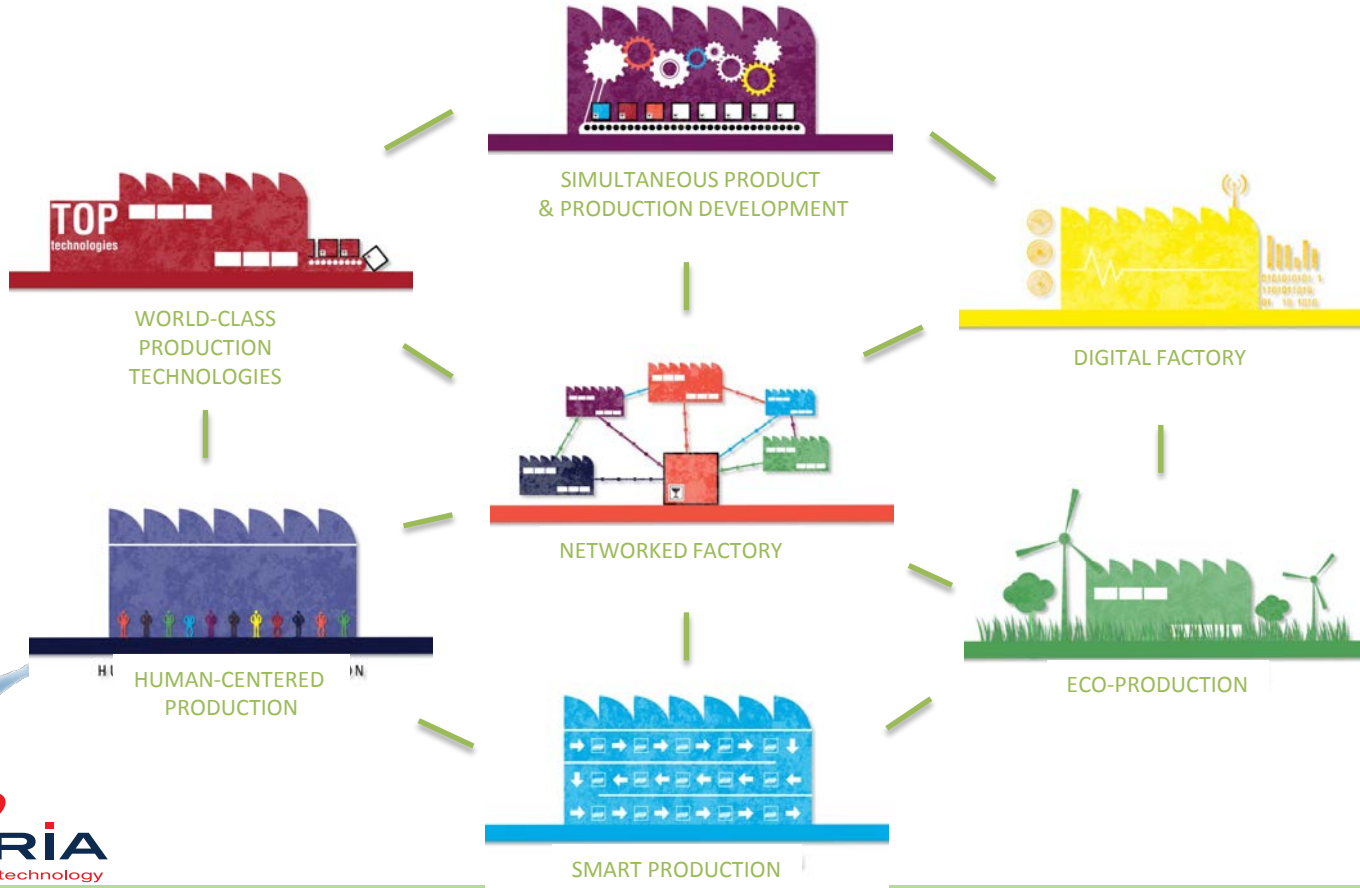 SIMULTANEOUS PRODUCT
& PRODUCTION DEVELOPMENT
TOP
technologies
WORLD-CLASS
PRODUCTION
TECHNOLOGIES
DIGITAL FACTORY
NETWORKED FACTORY
HUMAN-CENTERED
PRODUCTION
ECO-PRODUCTION
SMART PRODUCTION
technology